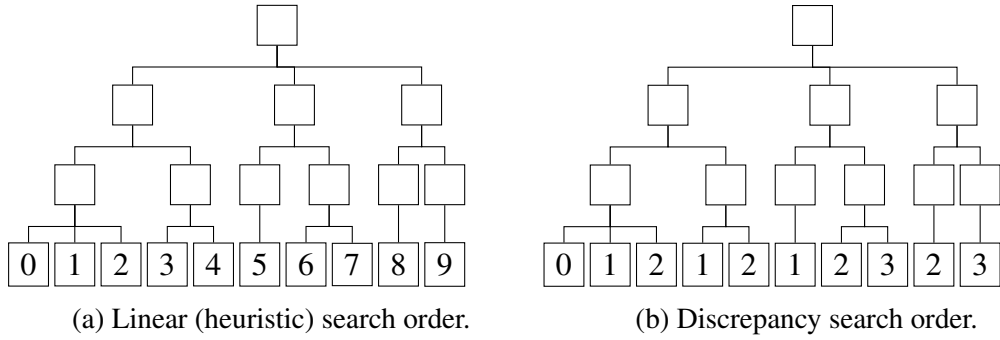 0 1 2 3 4 5 6 7 8 9
0 1 2 1 2 1 2 3 2 3
(a) Linear (heuristic) search order.
(b) Discrepancy search order.